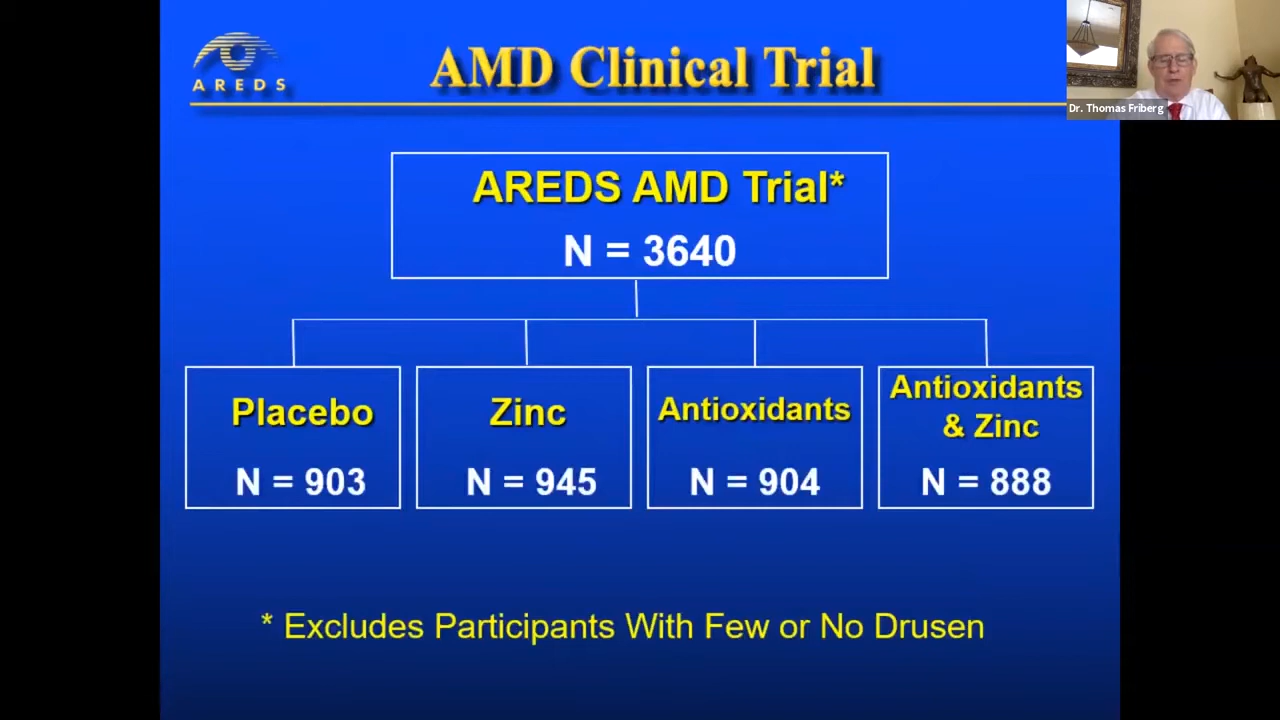 AREDS
AMD Clinical Trial
Dr. Thomas Friberg
AREDS AMD Trial*
N = 3640
Placebo
N = 903
Zinc
N = 945
Antioxidants
N = 904
Antioxidants
& Zinc
N = 888
* Excludes Participants With Few or No Drusen